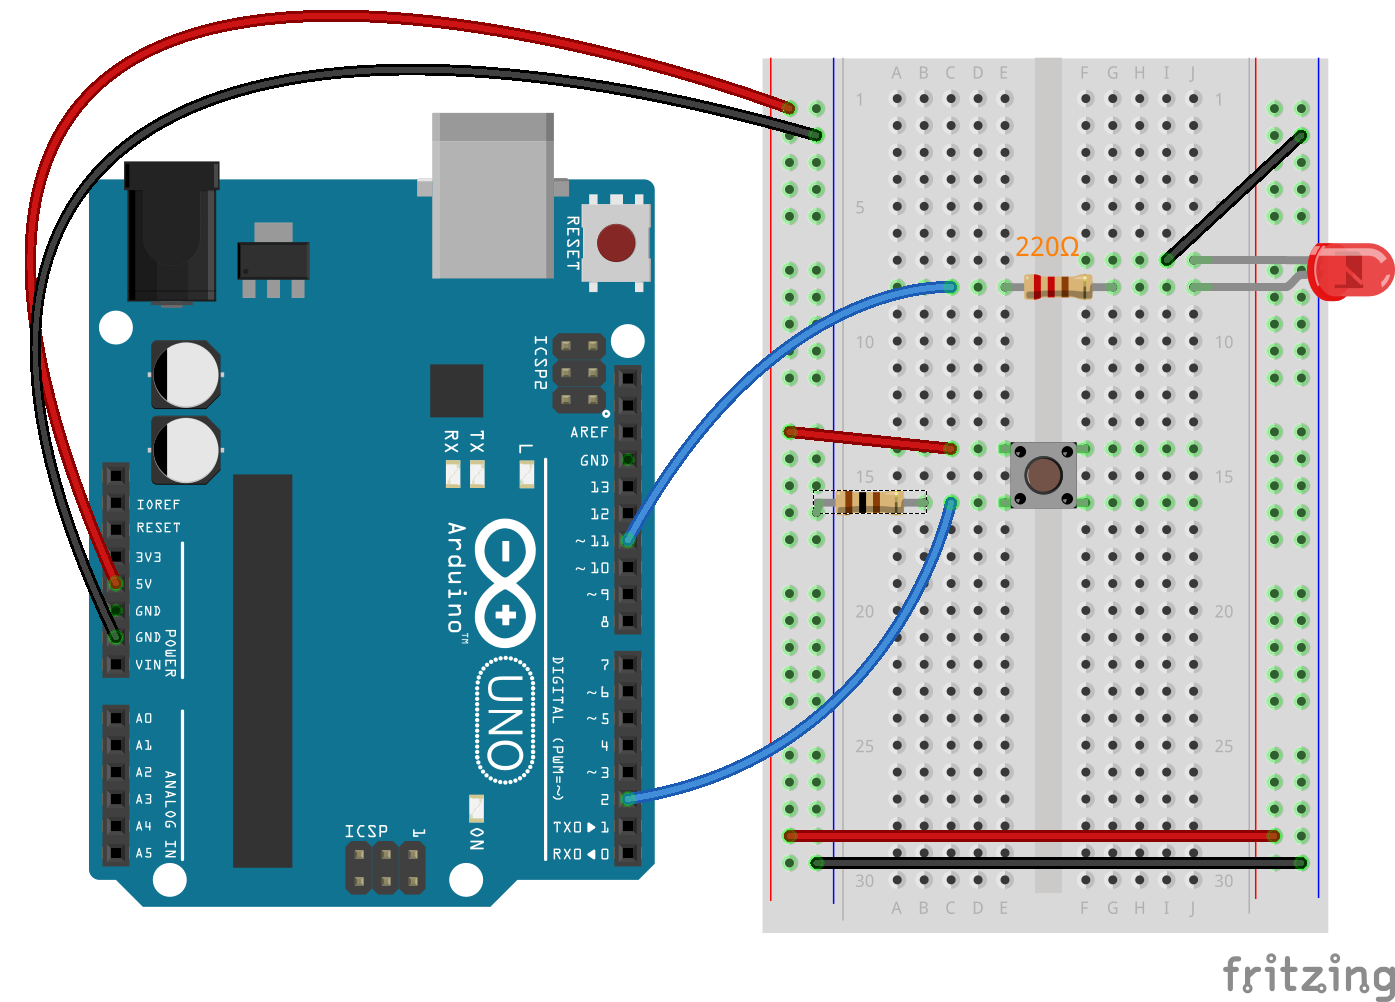 A B C D E F G H I J
1 1
5
RESET
220Ω
ICSP2
10 10
AREF
GND
RX TX L
13
12
~11
~10
~9
8
15 15
IOREF
RESET
3V3
5V
GND
GND
VIN
POWER
Arduino™
UNO
DIGITAL (PWM=~)
7
~6
~5
4
~3
2
TX0▶1
RX0◀0
20 20
A0
A1
A2
A3
A4
A5
ANALOG IN
25 25
ICSP 1
ON
30 30
A B C D E F G H I J
fritzing